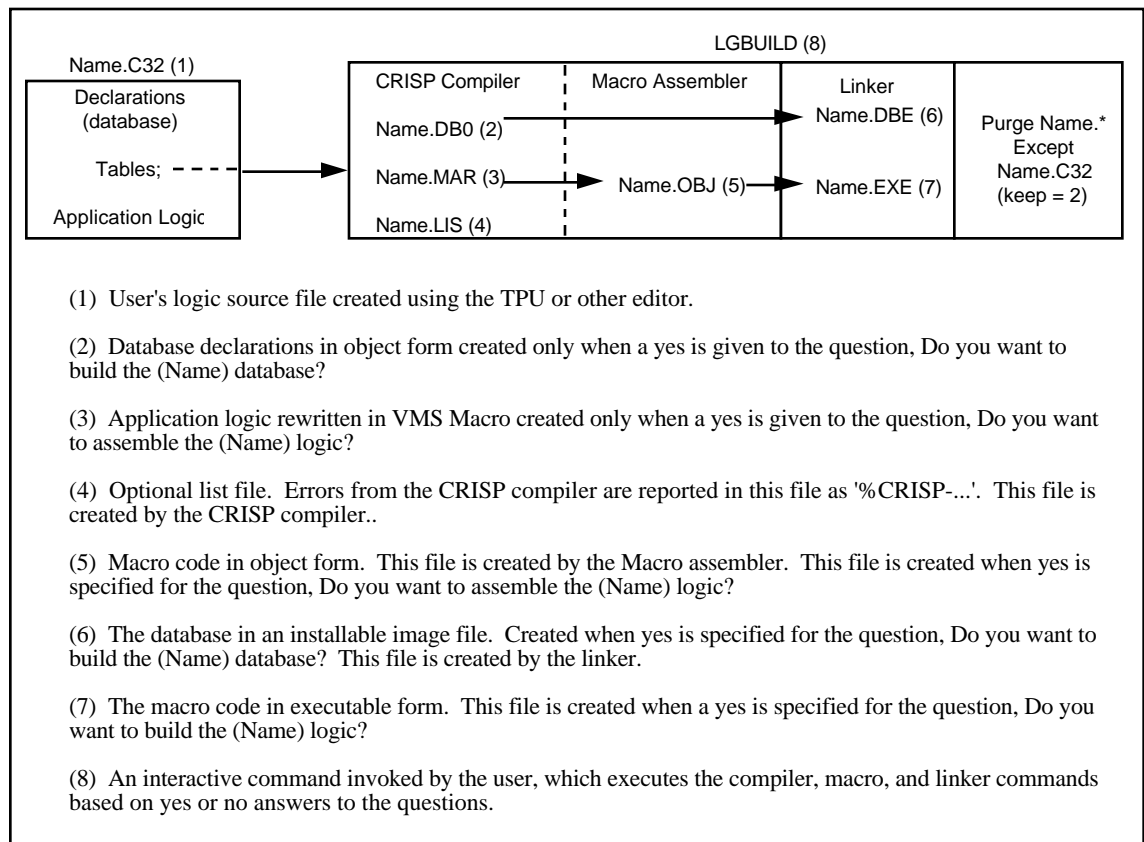 LGBUILD (8)
Name.C32 (1)
Declarations
(database)
Tables;
Application Logic
CRISP Compiler
Name.DB0 (2)
Name.MAR (3)
Name.LIS (4)
Macro Assembler
Name.OBJ (5)
Linker
Name.DBE (6)
Name.EXE (7)
Purge Name.*
Except
Name.C32
(keep = 2)
(1) User's logic source file created using the TPU or other editor.
(2) Database declarations in object form created only when a yes is given to the question, Do you want to
build the (Name) database?
(3) Application logic rewritten in VMS Macro created only when a yes is given to the question, Do you want
to assemble the (Name) logic?
(4) Optional list file. Errors from the CRISP compiler are reported in this file as '%CRISP-...'. This file is
created by the CRISP compiler..
(5) Macro code in object form. This file is created by the Macro assembler. This file is created when yes is
specified for the question, Do you want to assemble the (Name) logic?
(6) The database in an installable image file. Created when yes is specified for the question, Do you want to
build the (Name) database? This file is created by the linker.
(7) The macro code in executable form. This file is created when a yes is specified for the question, Do you
want to build the (Name) logic?
(8) An interactive command invoked by the user, which executes the compiler, macro, and linker commands
based on yes or no answers to the questions.